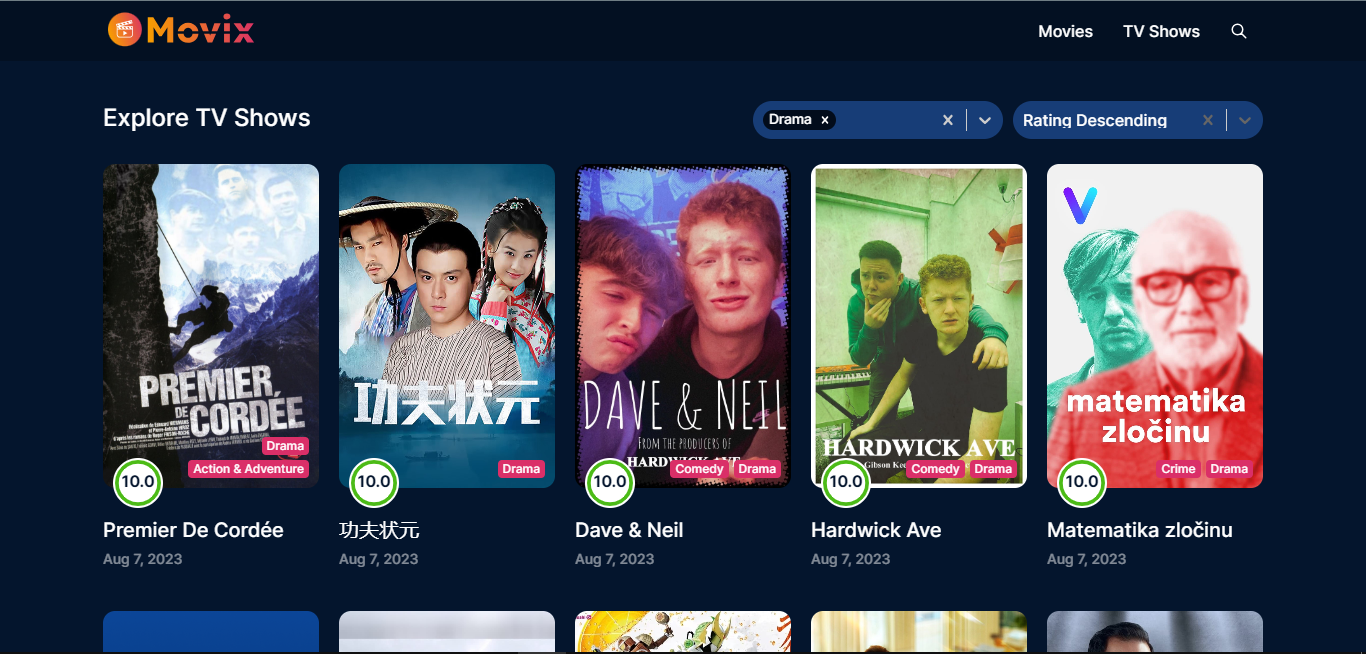 Movix
Movies
TV Shows
Explore TV Shows
Drama ×
Rating Descending
PREMIER
DE CORDÉE
Drama
Action & Adventure
10.0
Premier De Cordée
Aug 7, 2023
功夫状元
Drama
10.0
功夫状元
Aug 7, 2023
DAVE & NEIL
FROM THE PRODUCERS OF
HARDWICK AVE
Comedy
Drama
10.0
Dave & Neil
Aug 7, 2023
HARDWICK AVE
Gibson
Comedy
Drama
10.0
Hardwick Ave
Aug 7, 2023
matematika
zločinu
Crime
Drama
10.0
Matematika zločinu
Aug 7, 2023